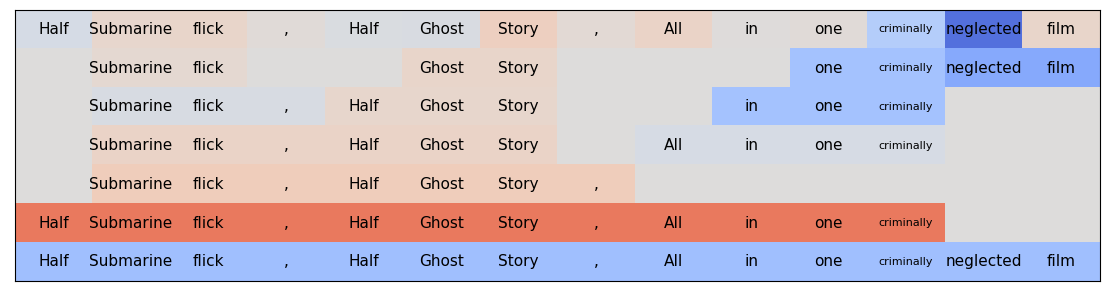 Half Submarine flick , Half Ghost Story , All in one criminally neglected film
Submarine flick Ghost Story one criminally neglected film
Submarine flick , Half Ghost Story in one criminally
Submarine flick , Half Ghost Story All in one criminally
Submarine flick , Half Ghost Story ,
Half Submarine flick , Half Ghost Story , All in one criminally
Half Submarine flick , Half Ghost Story , All in one criminally neglected film